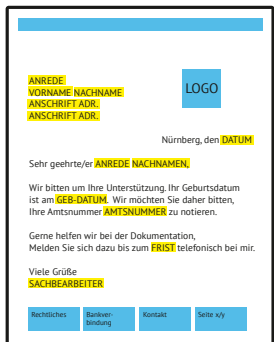 ANREDE
VORNAME NACHNAME
ANSCHRIFT ADR.
ANSCHRIFT ADR.
LOGO
Nürnberg, den DATUM
Sehr geehrte/er ANREDE NACHNAMEN,
Wir bitten um Ihre Unterstützung. Ihr Geburtsdatum
ist am GEB-DATUM. Wir möchten Sie daher bitten,
Ihre Amtsnummer AMTSNUMMER zu notieren.
Gerne helfen wir bei der Dokumentation,
Melden Sie sich dazu bis zum FRIST telefonisch bei mir.
Viele Grüße
SACHBEARBEITER
Rechtliches
Bankver-
bindung
Kontakt
Seite x/y